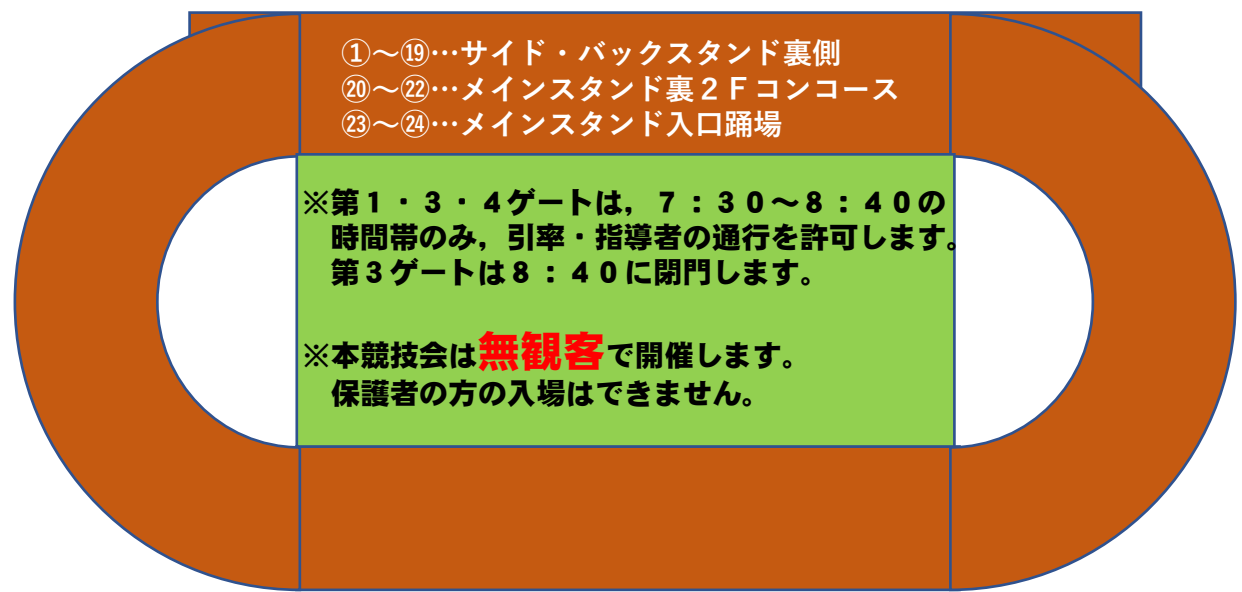 ①～⑲…サイド・バックスタンド裏側
⑳～㉒…メインスタンド裏２Ｆコンコース
㉓～㉔…メインスタンド入口踊場
※第１・３・４ゲートは，７：３０～８：４０の
時間帯のみ，引率・指導者の通行を許可します。
第３ゲートは８：４０に閉門します。
※本競技会は無観客で開催します。
保護者の方の入場はできません。